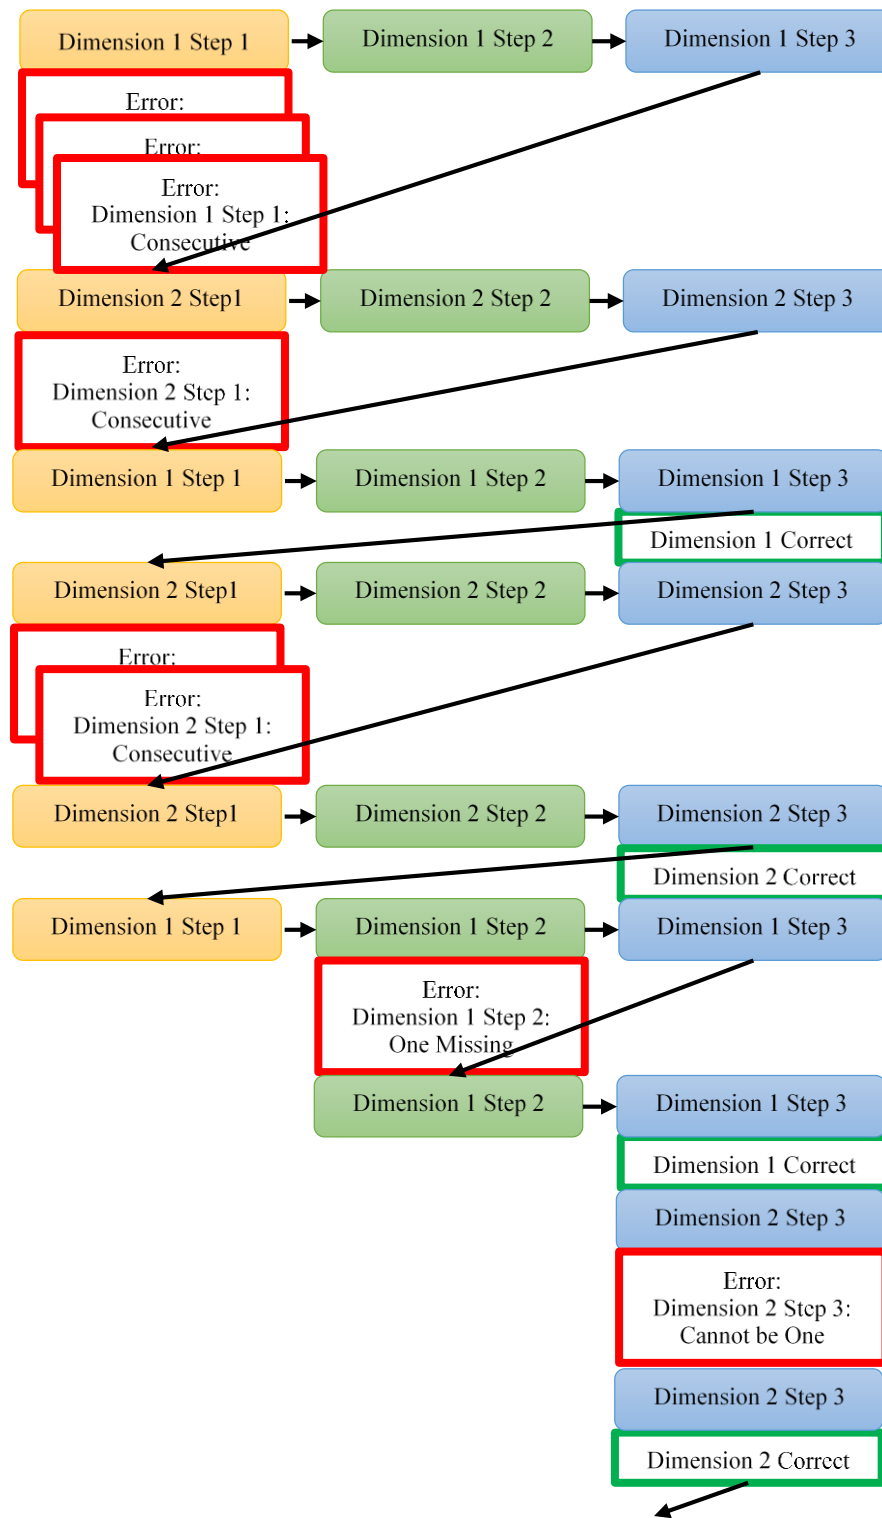 Dimension 1 Step 1
Dimension 1 Step 2
Dimension 1 Step 3
Error:
Error:
Error:
Dimension 1 Step 1:
Consecutive
Dimension 2 Step1
Dimension 2 Step 2
Dimension 2 Step 3
Error:
Dimension 2 Step 1:
Consecutive
Dimension 1 Step 1
Dimension 1 Step 2
Dimension 1 Step 3
Dimension 1 Correct
Dimension 2 Step1
Dimension 2 Step 2
Dimension 2 Step 3
Error:
Error:
Dimension 2 Step 1:
Consecutive
Dimension 2 Step1
Dimension 2 Step 2
Dimension 2 Step 3
Dimension 2 Correct
Dimension 1 Step 1
Dimension 1 Step 2
Dimension 1 Step 3
Error:
Dimension 1 Step 2:
One Missing
Dimension 1 Step 2
Dimension 1 Step 3
Dimension 1 Correct
Dimension 2 Step 3
Error:
Dimension 2 Step 3:
Cannot be One
Dimension 2 Step 3
Dimension 2 Correct